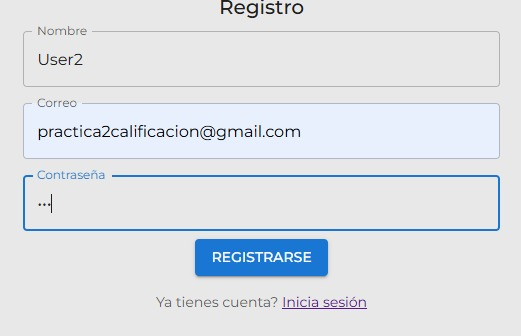 Registro
Nombre
User2
Correo
practica2calificacion@gmail.com
Contraseña
•••
REGISTRARSE
Ya tienes cuenta? Inicia sesión